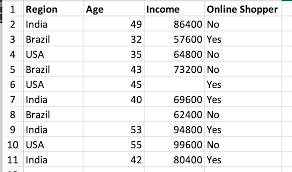 1 Region Age Income Online Shopper
2 India 49 86400 No
3 Brazil 32 57600 Yes
4 USA 35 64800 No
5 Brazil 43 73200 No
6 USA 45 Yes
7 India 40 69600 Yes
8 Brazil 62400 No
9 India 53 94800 Yes
10 USA 55 99600 No
11 India 42 80400 Yes